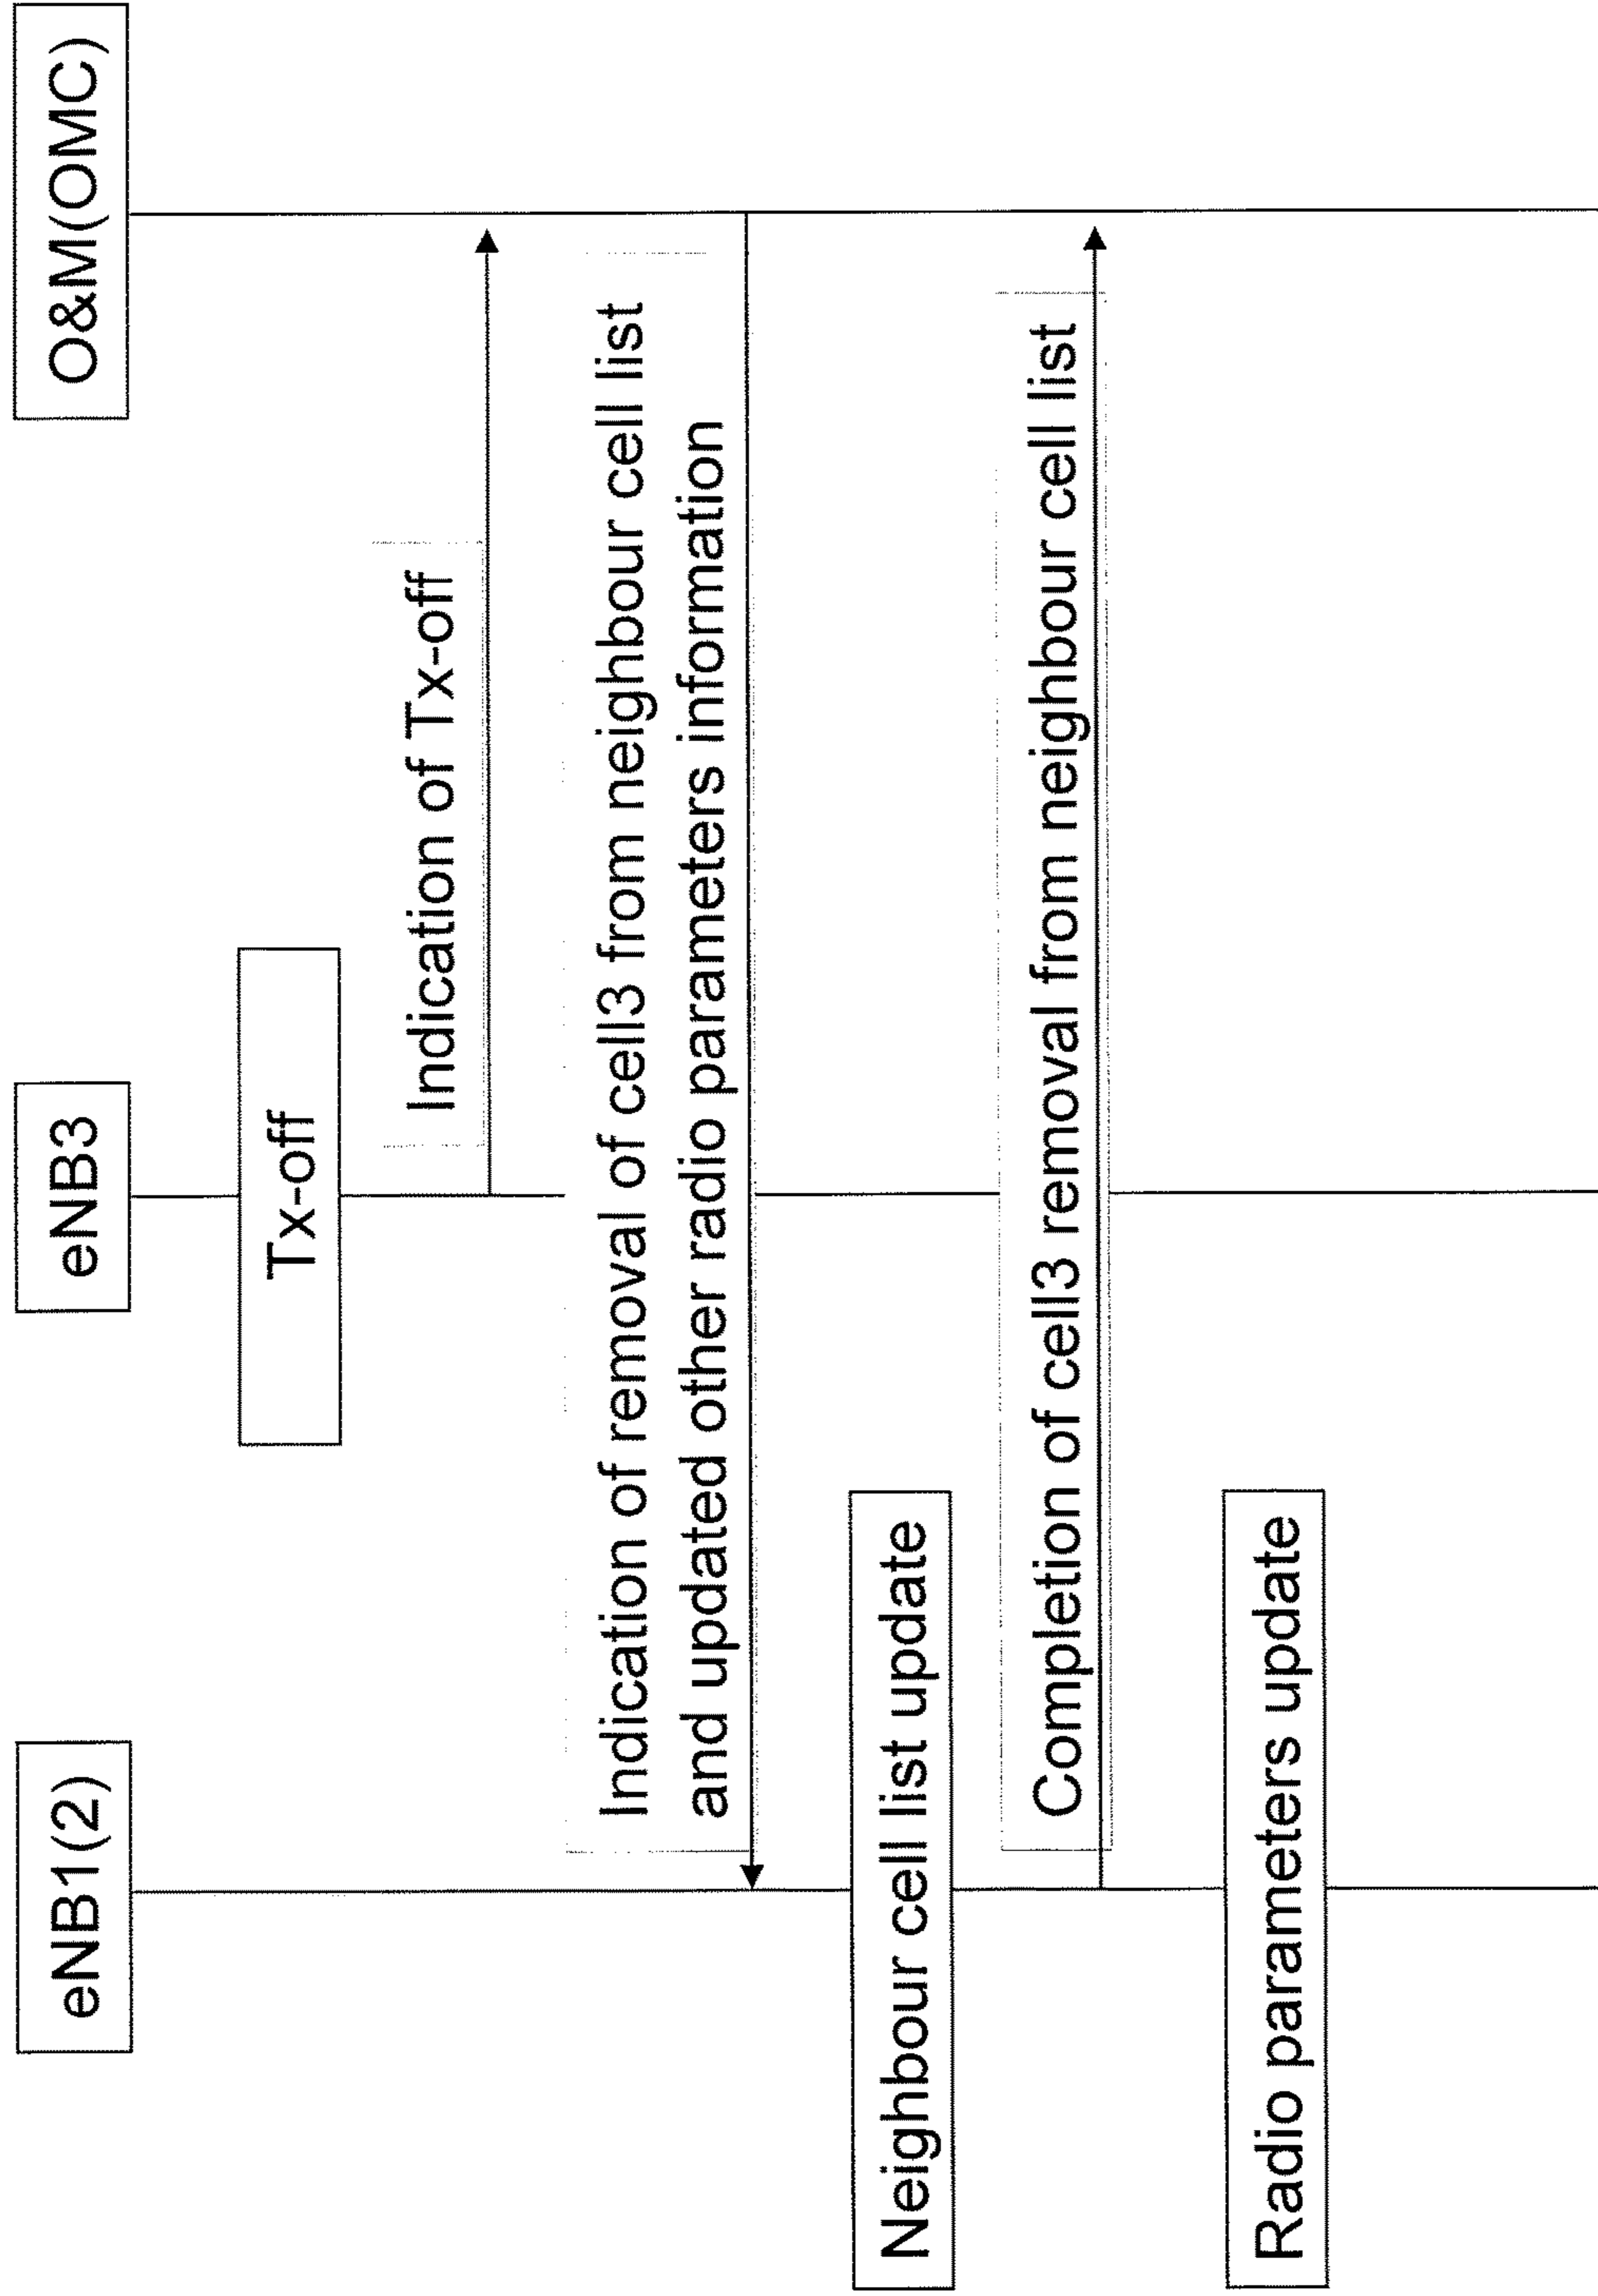 eNB1(2)
eNB3
O&M(OMC)
Tx-off
Indication of Tx-off
Indication of removal of cell3 from neighbour cell list
and updated other radio parameters information
Neighbour cell list update
Completion of cell3 removal from neighbour cell list
Radio parameters update